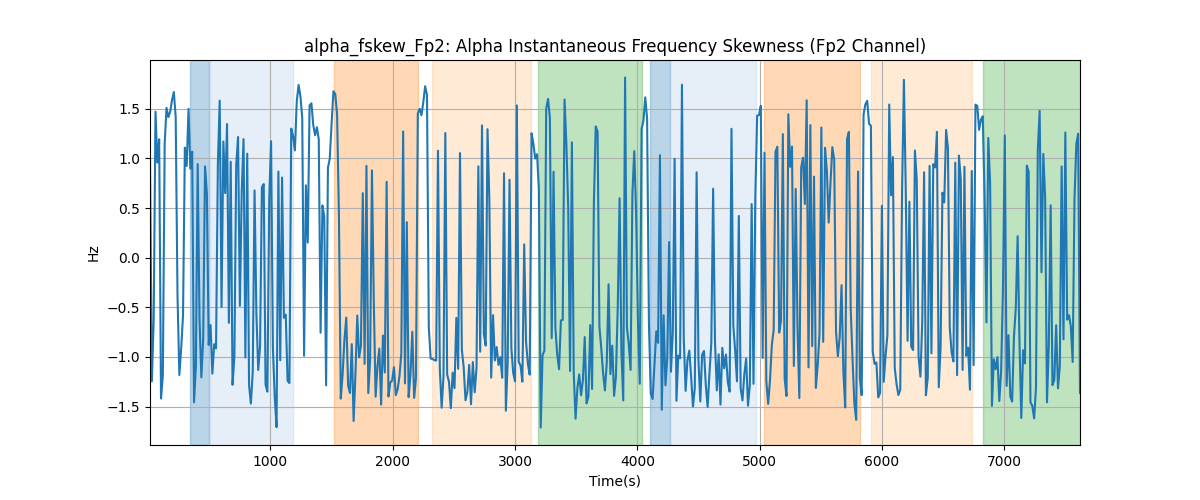 alpha_fskew_Fp2: Alpha Instantaneous Frequency Skewness (Fp2 Channel)
1.5
1.0
0.5
0.0
−0.5
−1.0
−1.5
Hz
1000 2000 3000 4000 5000 6000 7000
Time(s)